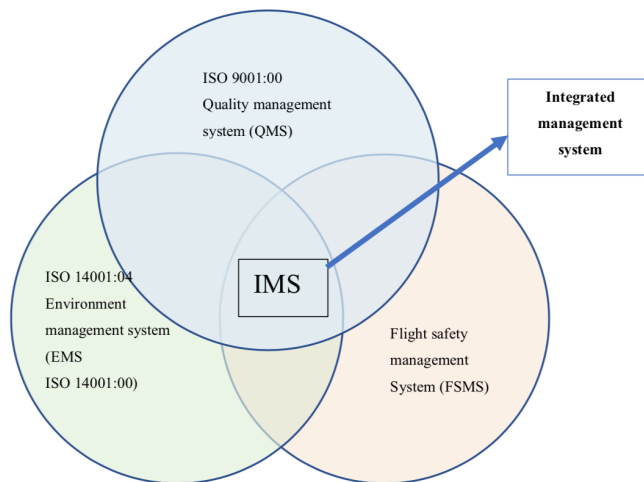 ISO 9001:00
Quality management
system (QMS)
Integrated
management
system
ISO 14001:04
Environment
management system
(EMS
ISO 14001:00)
IMS
Flight safety
management
System (FSMS)